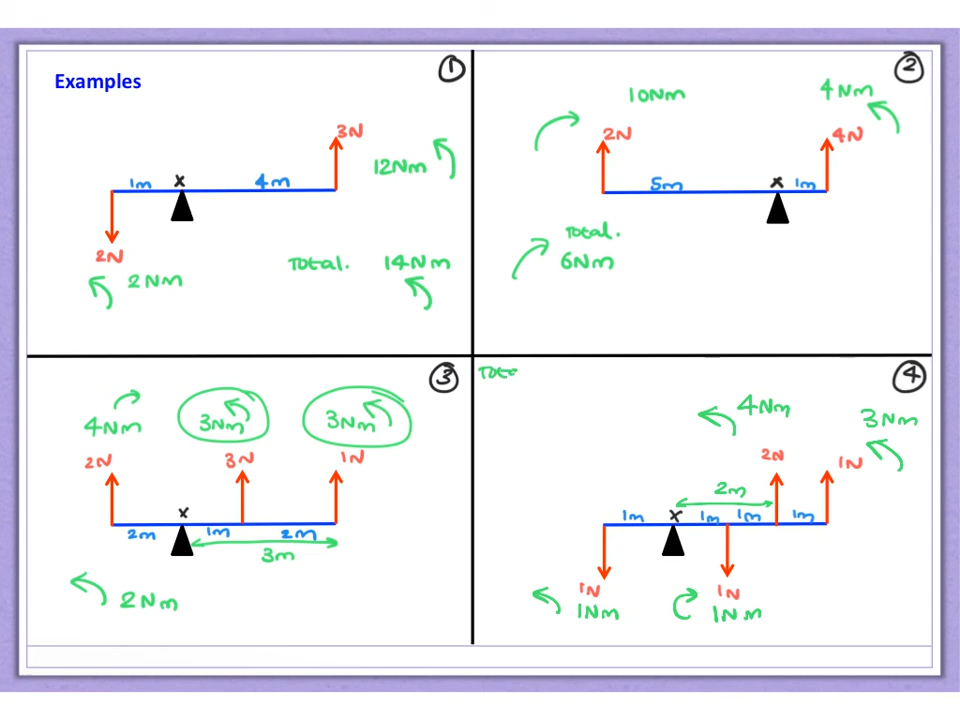 Examples
1
3N
1m x 4m
12Nm
2N
2Nm
Total. 14Nm
2
10Nm
4Nm
2N
4N
5m x 1m
Total.
6Nm
3
4Nm 3Nm 3Nm
2N 3N 1N
x
2m 1m 2m
3m
2Nm
Tot
4
4Nm
3Nm
2N 1N
2m
1m x 1m 1m 1m
1N 1N
1Nm 1Nm